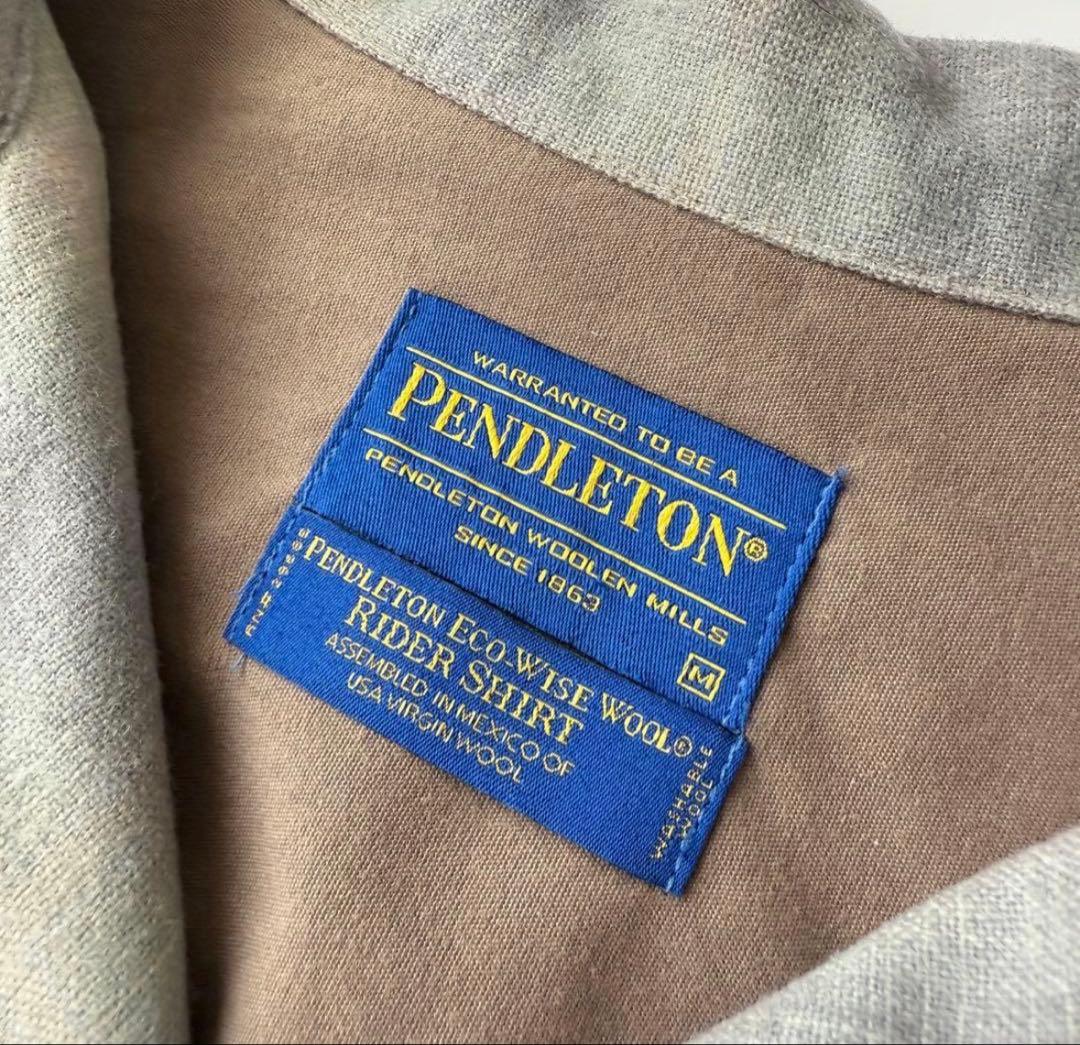 WARRANTED TO BE A
PENDLETON®
PENDLETON WOOLEN MILLS
SINCE 1863
M
PENDLETON ECO-WISE WOOL®
RIDER SHIRT
ASSEMBLED IN MEXICO OF
USA VIRGIN WOOL
WASHABLE
WOOL
RN#